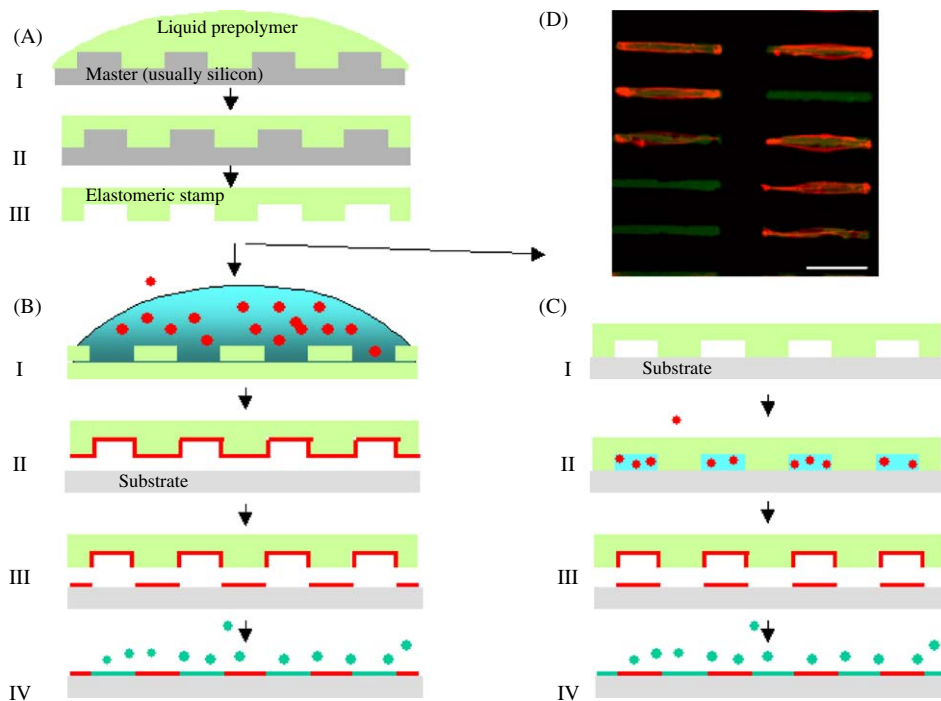 (A)
Liquid prepolymer
I
Master (usually silicon)
II
III
Elastomeric stamp
(D)
(B)
I
II
Substrate
III
IV
(C)
I
Substrate
II
III
IV